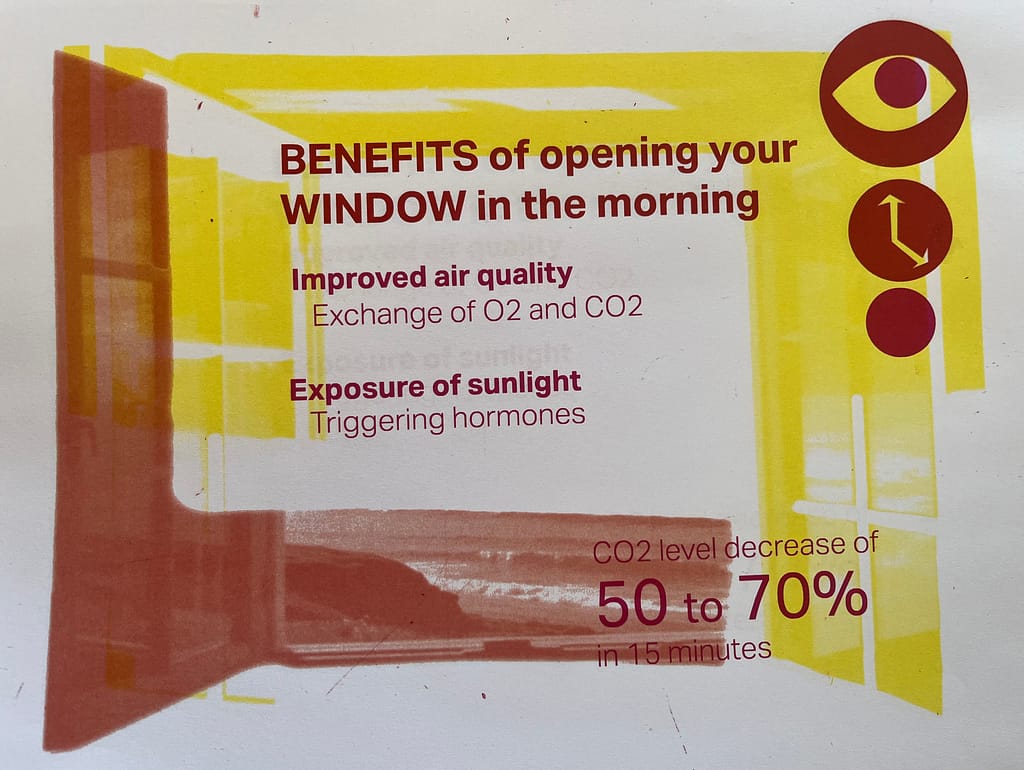 BENEFITS of opening your
WINDOW in the morning
Improved air quality
Exchange of O2 and CO2
Exposure of sunlight
Triggering hormones
CO2 level decrease of
50 to 70%
in 15 minutes